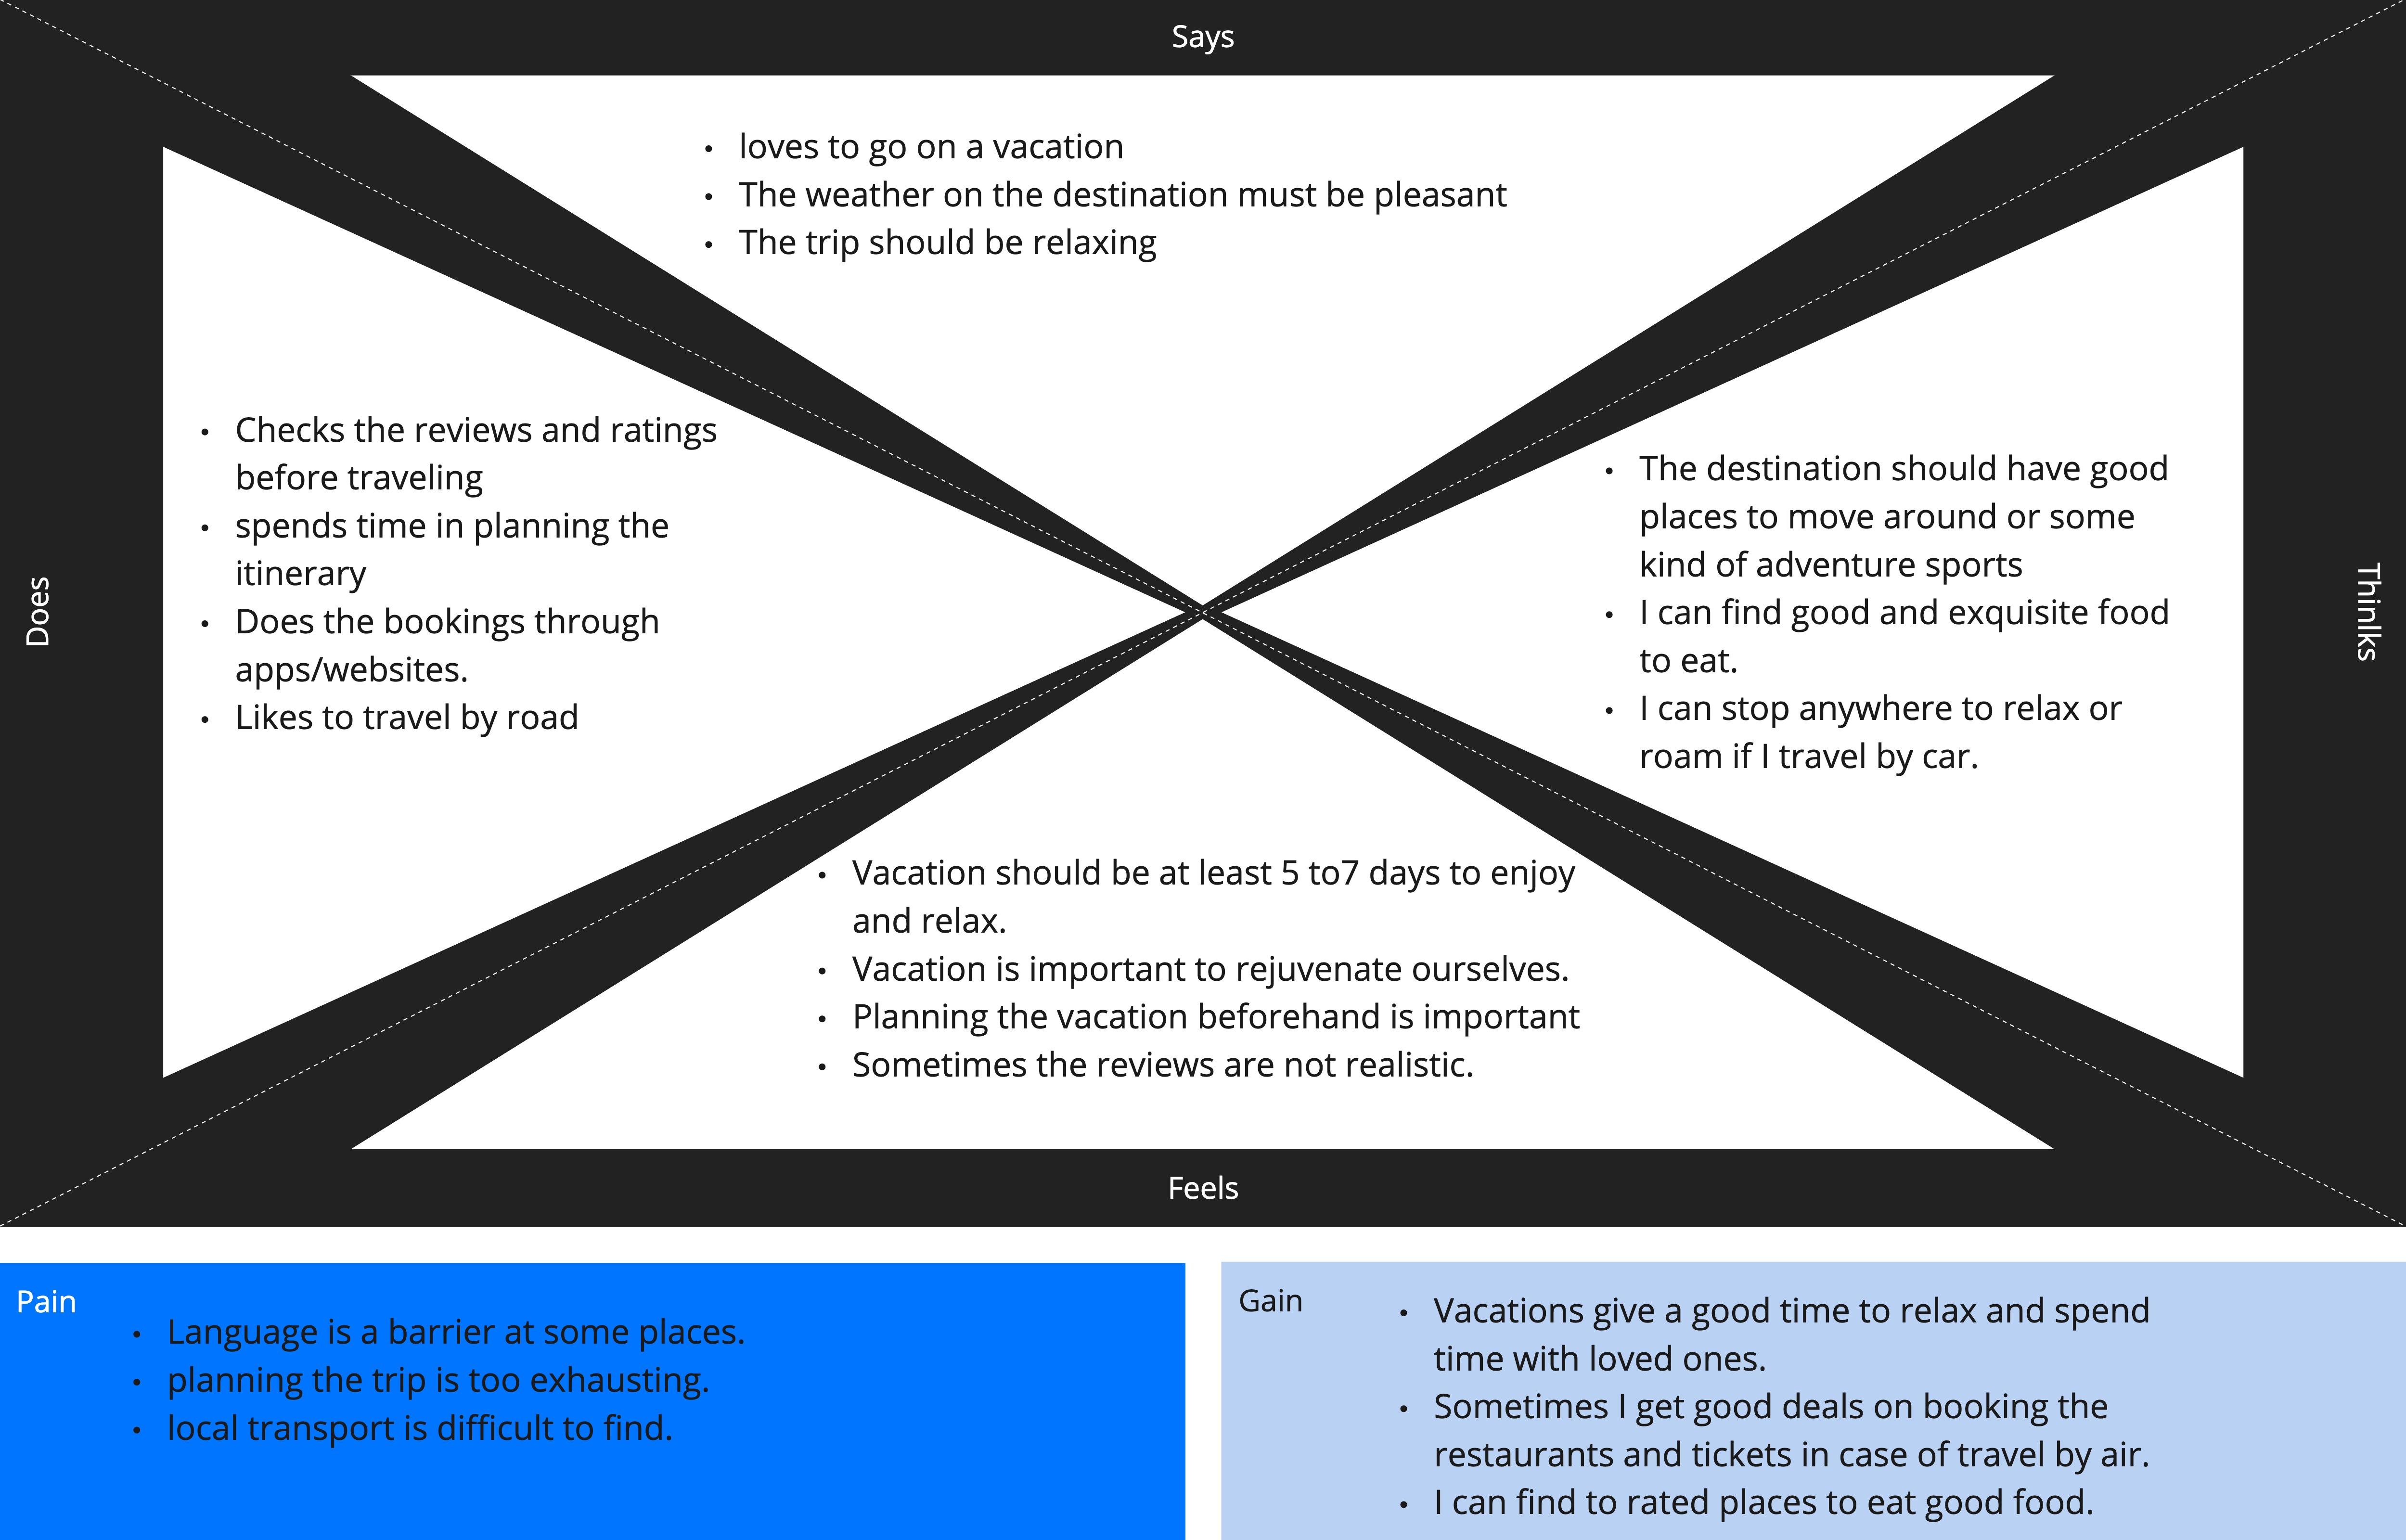 Says
• loves to go on a vacation
• The weather on the destination must be pleasant
• The trip should be relaxing
Does
• Checks the reviews and ratings
before traveling
• spends time in planning the
itinerary
• Does the bookings through
apps/websites.
• Likes to travel by road
• The destination should have good
places to move around or some
kind of adventure sports
• I can find good and exquisite food
to eat.
• I can stop anywhere to relax or
roam if I travel by car.
Thinlks
• Vacation should be at least 5 to7 days to enjoy
and relax.
• Vacation is important to rejuvenate ourselves.
• Planning the vacation beforehand is important
• Sometimes the reviews are not realistic.
Feels
Pain
• Language is a barrier at some places.
• planning the trip is too exhausting.
• local transport is difficult to find.
Gain
• Vacations give a good time to relax and spend
time with loved ones.
• Sometimes I get good deals on booking the
restaurants and tickets in case of travel by air.
• I can find to rated places to eat good food.